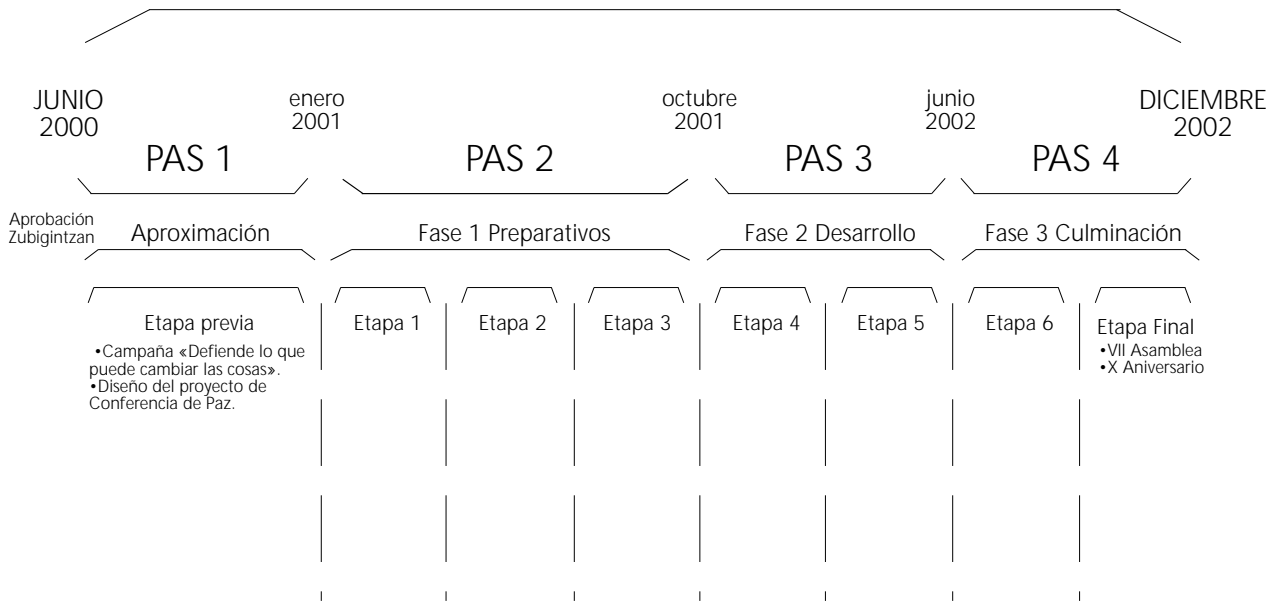 JUNIO
2000
enero
2001
octubre
2001
junio
2002
DICIEMBRE
2002
PAS 1
PAS 2
PAS 3
PAS 4
Aprobación
Zubigintzan
Aproximación
Fase 1 Preparativos
Fase 2 Desarrollo
Fase 3 Culminación
Etapa previa
•Campaña «Defiende lo que
puede cambiar las cosas».
•Diseño del proyecto de
Conferencia de Paz.
Etapa 1
Etapa 2
Etapa 3
Etapa 4
Etapa 5
Etapa 6
Etapa Final
•VII Asamblea
•X Aniversario